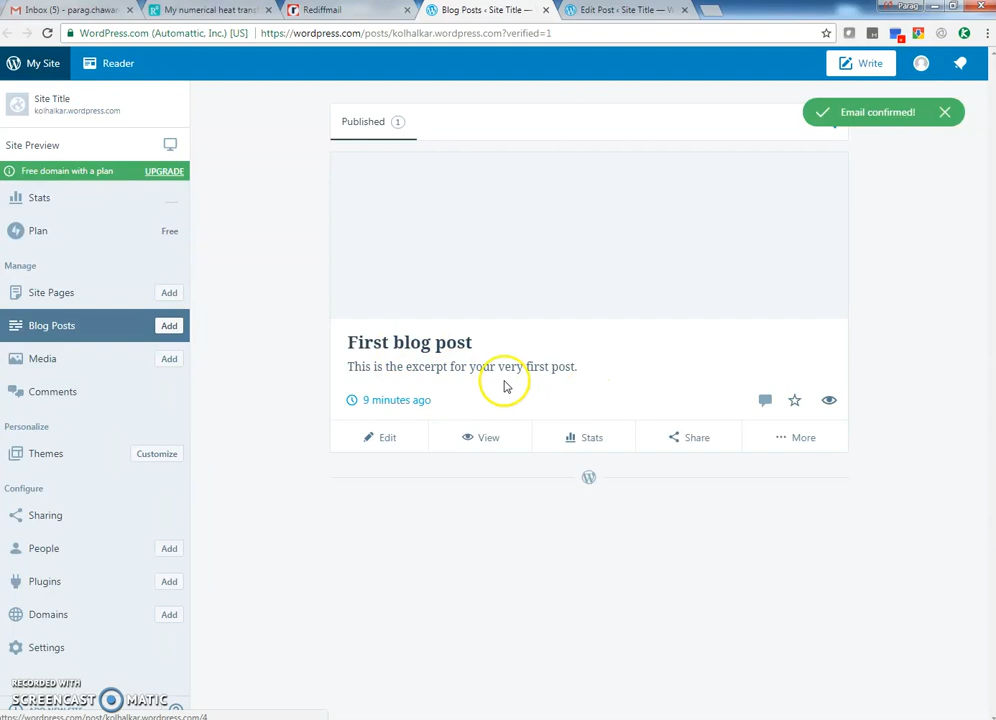 Inbox (5) - parag.chawar
My numerical heat trans
Rediffmail
Blog Posts ‹ Site Title —
Edit Post ‹ Site Title — W
Parag
WordPress.com (Automattic, Inc.) [US]
https://wordpress.com/posts/kolhalkar.wordpress.com?verified=1
My Site
Reader
Write
Site Title
kolhalkar.wordpress.com
Published 1
Email confirmed!
Site Preview
Free domain with a plan UPGRADE
Stats
Plan Free
Manage
Site Pages Add
Blog Posts Add
Media Add
Comments
Personalize
Themes Customize
Configure
Sharing
People Add
Plugins Add
Domains Add
Settings
First blog post
This is the excerpt for your very first post.
9 minutes ago
Edit View Stats Share More
RECORDED WITH
SCREENCAST MATIC
https://wordpress.com/post/kolhalkar.wordpress.com/4